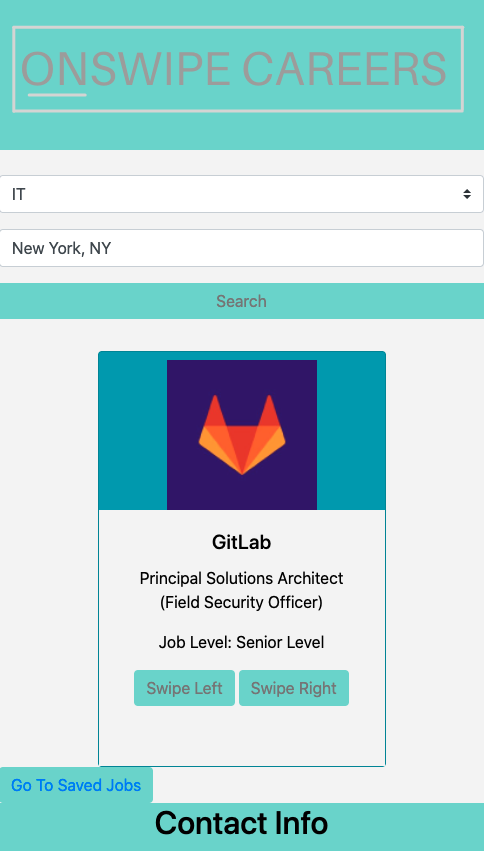 ONSWIPE CAREERS
IT
New York, NY
Search
GitLab
Principal Solutions Architect
(Field Security Officer)
Job Level: Senior Level
Swipe Left Swipe Right
Go To Saved Jobs
Contact Info